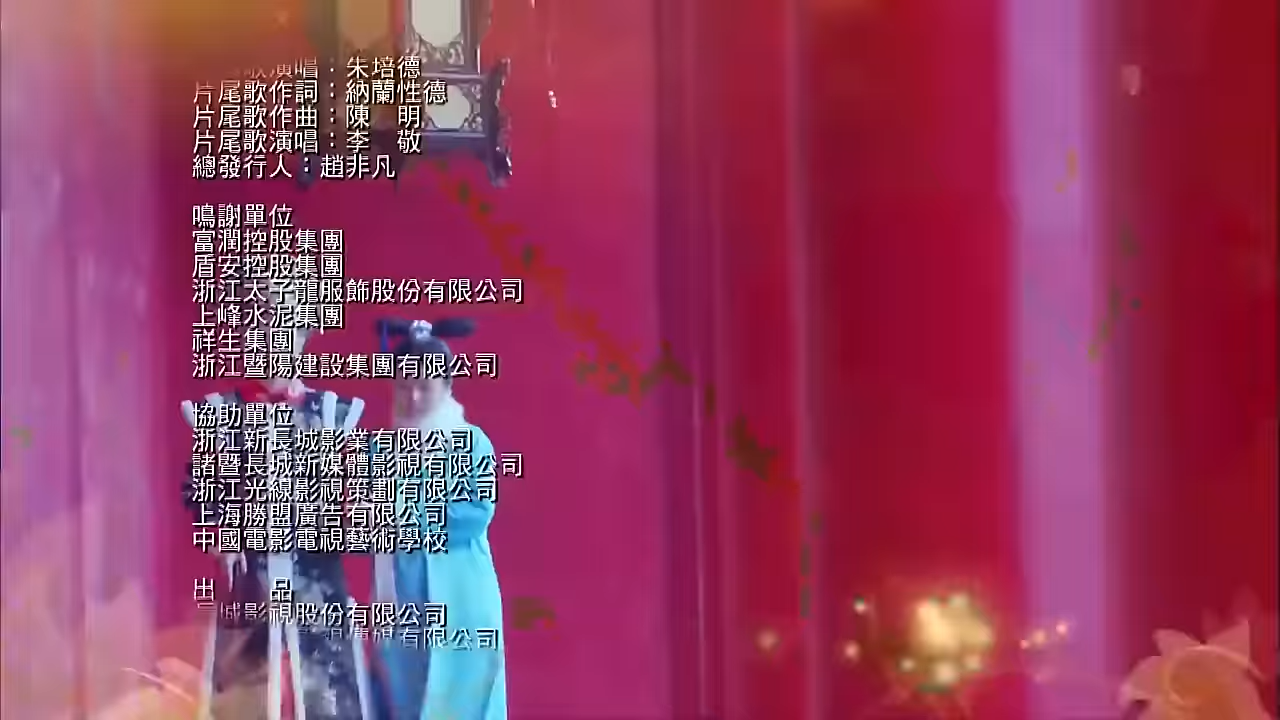 歌演唱：朱培德
片尾歌作詞：納蘭性德
片尾歌作曲：陳　明
片尾歌演唱：李　敬
總發行人：趙非凡
鳴謝單位
富潤控股集團
盾安控股集團
浙江太子龍服飾股份有限公司
上峰水泥集團
祥生集團
浙江暨陽建設集團有限公司
協助單位
浙江新長城影業有限公司
諸暨長城新媒體影視有限公司
浙江光線影視策劃有限公司
上海勝盟廣告有限公司
中國電影電視藝術學校
出　　品
城影視股份有限公司
有限公司